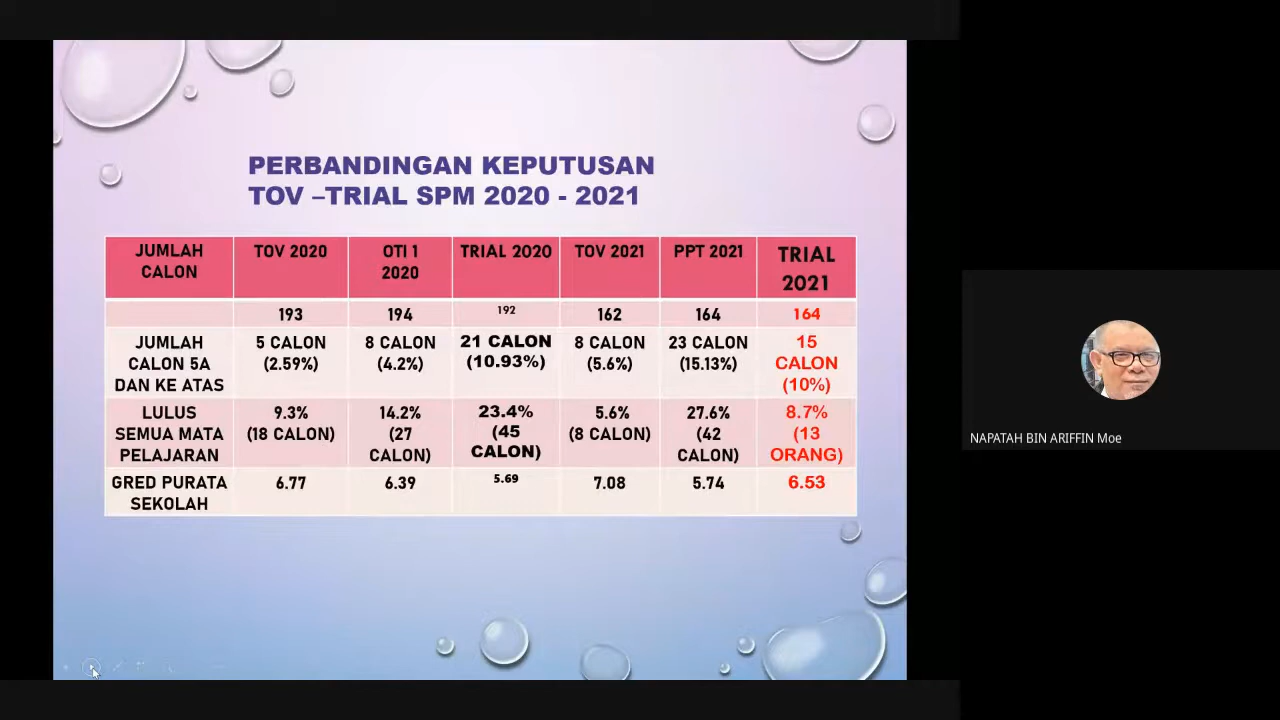 PERBANDINGAN KEPUTUSAN
TOV –TRIAL SPM 2020 - 2021
JUMLAH CALON TOV 2020 OTI 1 2020 TRIAL 2020 TOV 2021 PPT 2021 TRIAL 2021
193 194 192 162 164 164
JUMLAH CALON 5A DAN KE ATAS 5 CALON (2.59%) 8 CALON (4.2%) 21 CALON (10.93%) 8 CALON (5.6%) 23 CALON (15.13%) 15 CALON (10%)
LULUS SEMUA MATA PELAJARAN 9.3% (18 CALON) 14.2% (27 CALON) 23.4% (45 CALON) 5.6% (8 CALON) 27.6% (42 CALON) 8.7% (13 ORANG)
GRED PURATA SEKOLAH 6.77 6.39 5.69 7.08 5.74 6.53
NAPATAH BIN ARIFFIN Moe